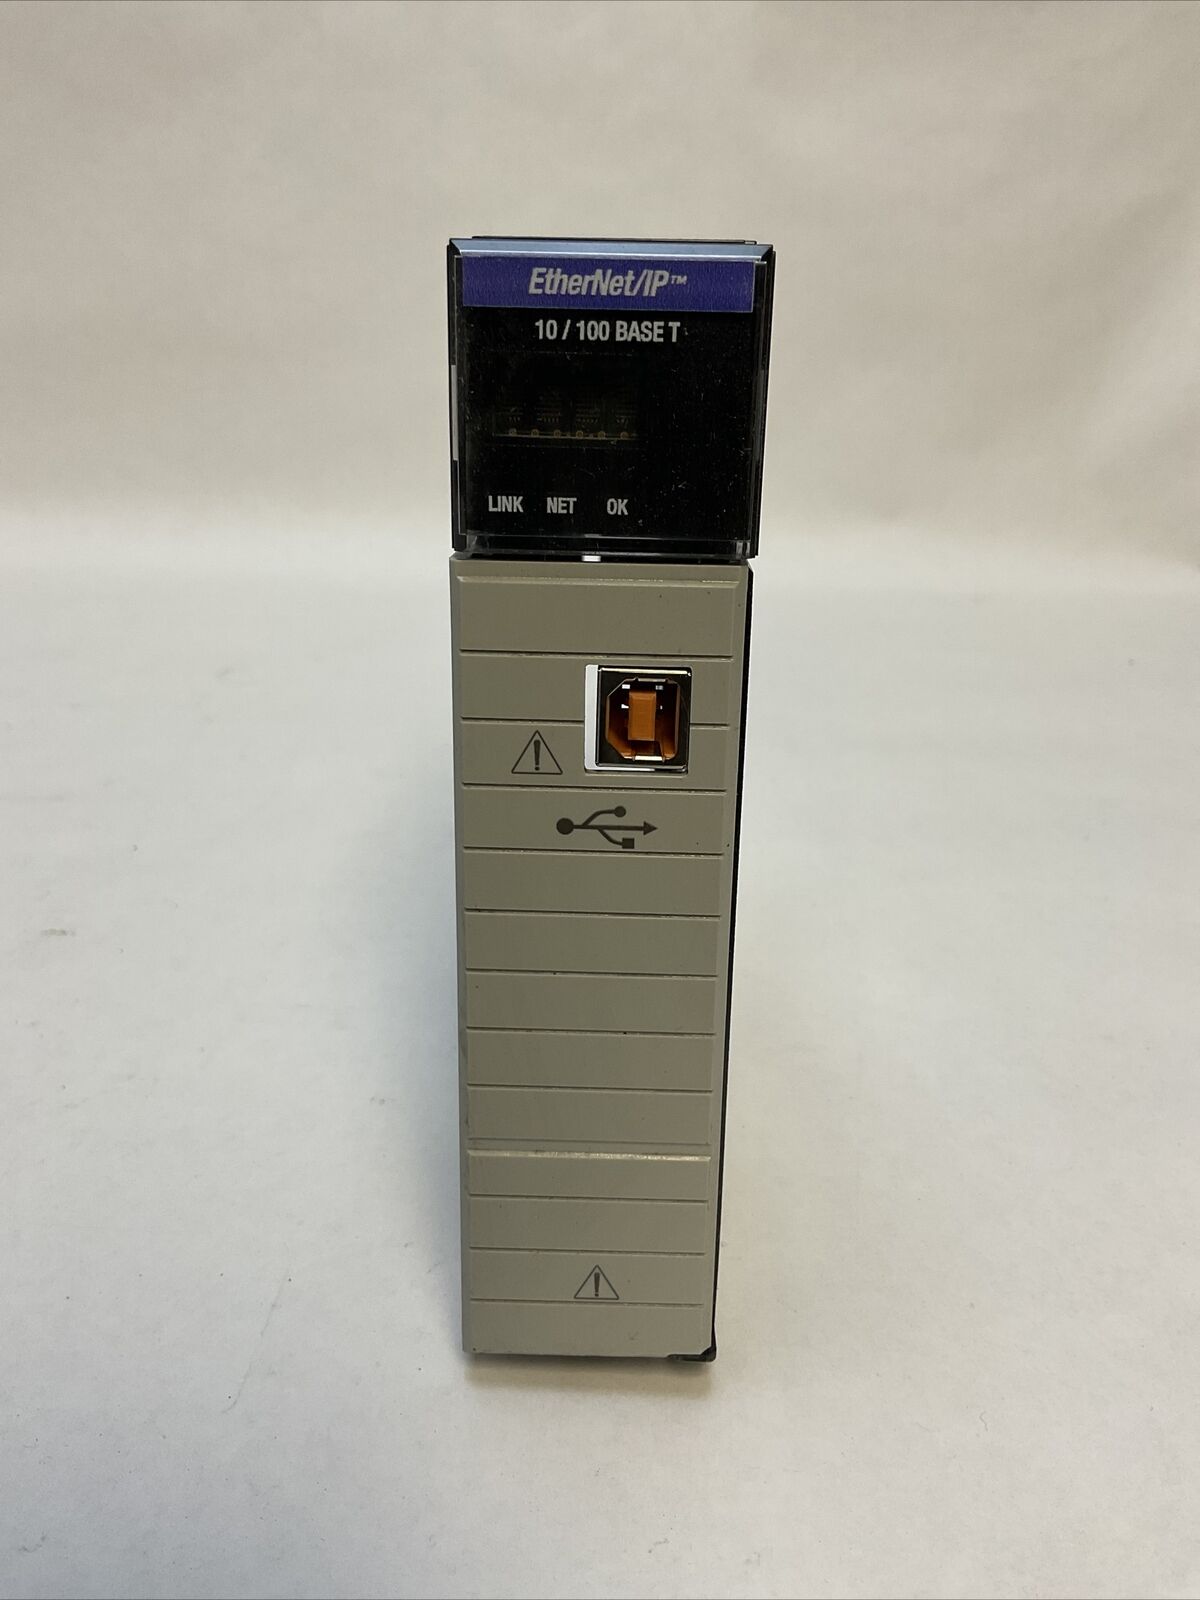 EtherNet/IP™
10 / 100 BASE T
LINK NET OK